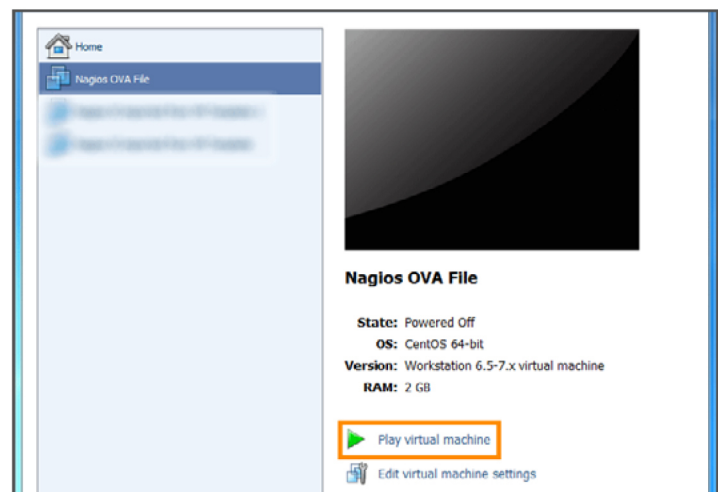 Home
Nagios OVA File
Nagios OVA File
State: Powered Off
OS: CentOS 64-bit
Version: Workstation 6.5-7.x virtual machine
RAM: 2 GB
Play virtual machine
Edit virtual machine settings